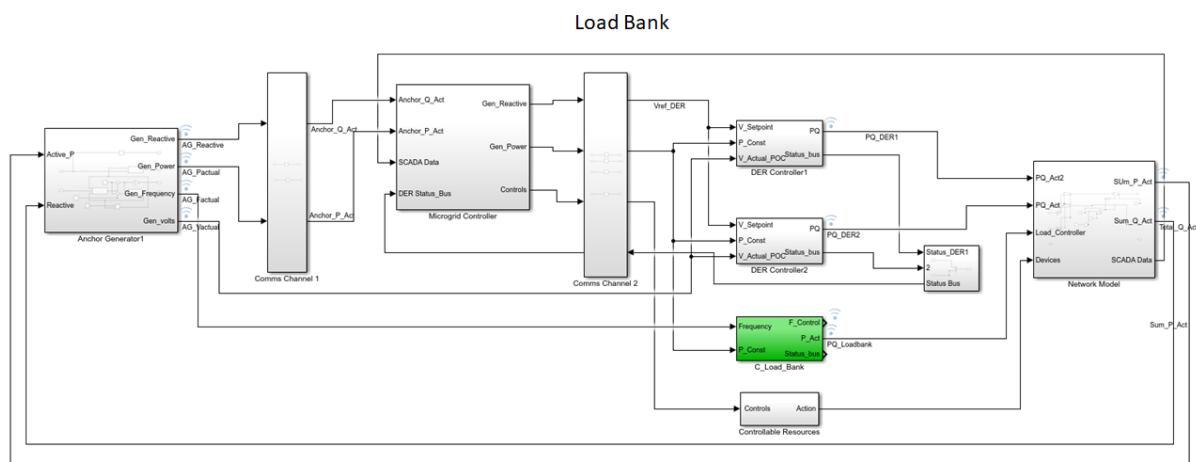 Load Bank
Active_P
Reactive
Gen_Reactive
Gen_Power
Gen_Frequency
Gen_volts
Anchor Generator1
AG_Reactive
AG_Pactual
AG_Factual
AG_Vactual
Comms Channel 1
Anchor_Q_Act
Anchor_P_Act
Anchor_Q_Act
Anchor_P_Act
SCADA Data
DER Status_Bus
Gen_Reactive
Gen_Power
Controls
Microgrid Controller
Comms Channel 2
Vref_DER
V_Setpoint
P_Const
V_Actual_POC
PQ
Status_bus
DER Controller1
PQ_DER1
V_Setpoint
P_Const
V_Actual_POC
PQ
Status_bus
DER Controller2
PQ_DER2
Status_DER1
2
Status Bus
Frequency
P_Const
F_Control
P_Act
Status_bus
C_Load_Bank
PQ_Loadbank
Controls
Action
Controllable Resources
PQ_Act2
PQ_Act
Load_Controller
Devices
SUm_P_Act
Sum_Q_Act
SCADA Data
Network Model
Total_Q_Act
Sum_P_Act